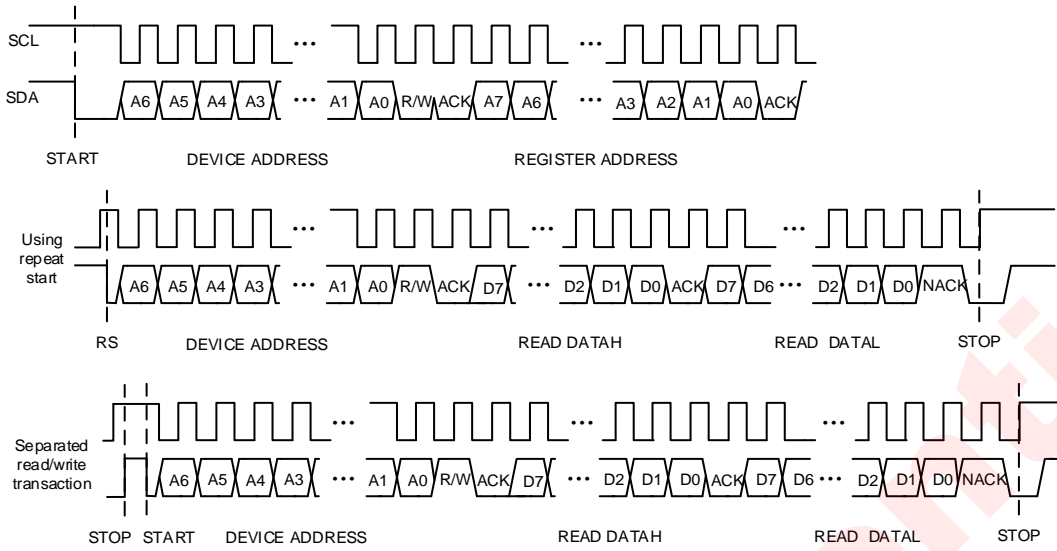 SCL
SDA A6 A5 A4 A3 ••• A1 A0 R/W ACK A7 A6 ••• A3 A2 A1 A0 ACK
START DEVICE ADDRESS REGISTER ADDRESS
Using
repeat
start
A6 A5 A4 A3 ••• A1 A0 R/W ACK D7 ••• D2 D1 D0 ACK D7 D6 ••• D2 D1 D0 NACK
RS DEVICE ADDRESS READ DATAH READ DATAL STOP
Separated
read/write
transaction
A6 A5 A4 A3 ••• A1 A0 R/W ACK D7 ••• D2 D1 D0 ACK D7 D6 ••• D2 D1 D0 NACK
STOP START DEVICE ADDRESS READ DATAH READ DATAL STOP
enti